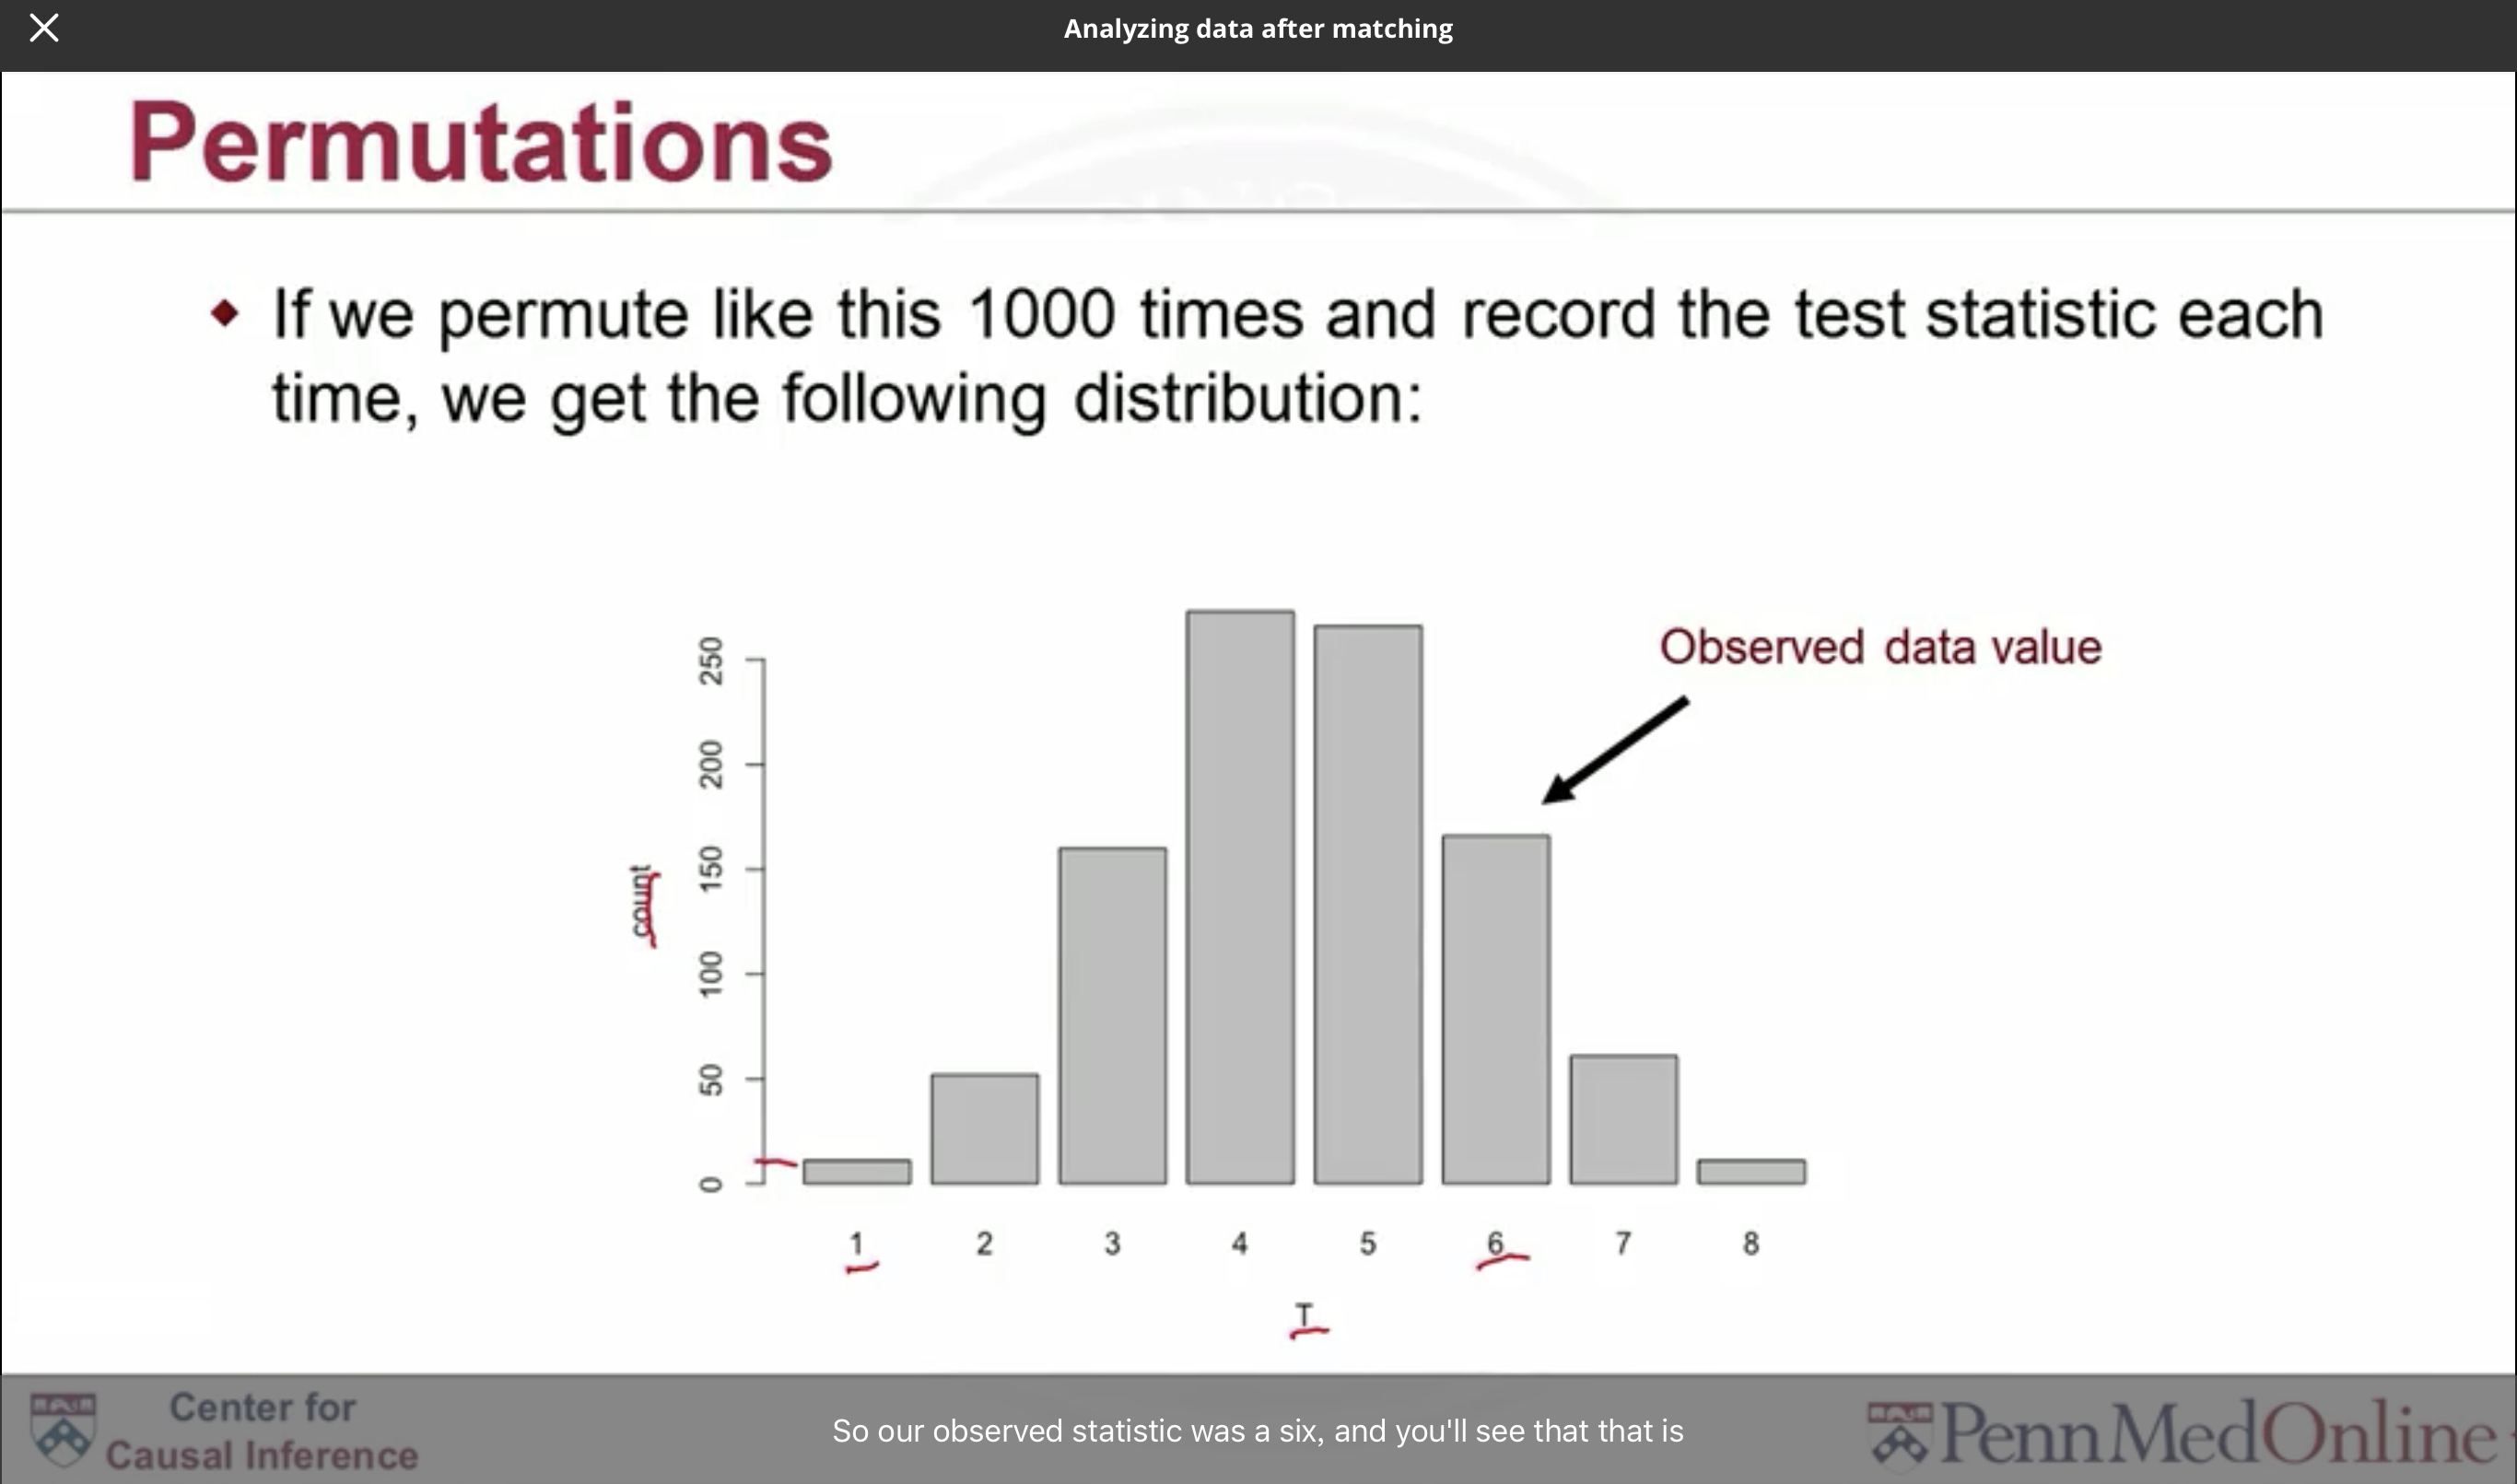 Analyzing data after matching
Permutations
If we permute like this 1000 times and record the test statistic each
time, we get the following distribution:
Observed data value
250
200
150
100
50
0
count
1 2 3 4 5 6 7 8
T
Center for
Causal Inference
So our observed statistic was a six, and you'll see that that is
PennMedOnline